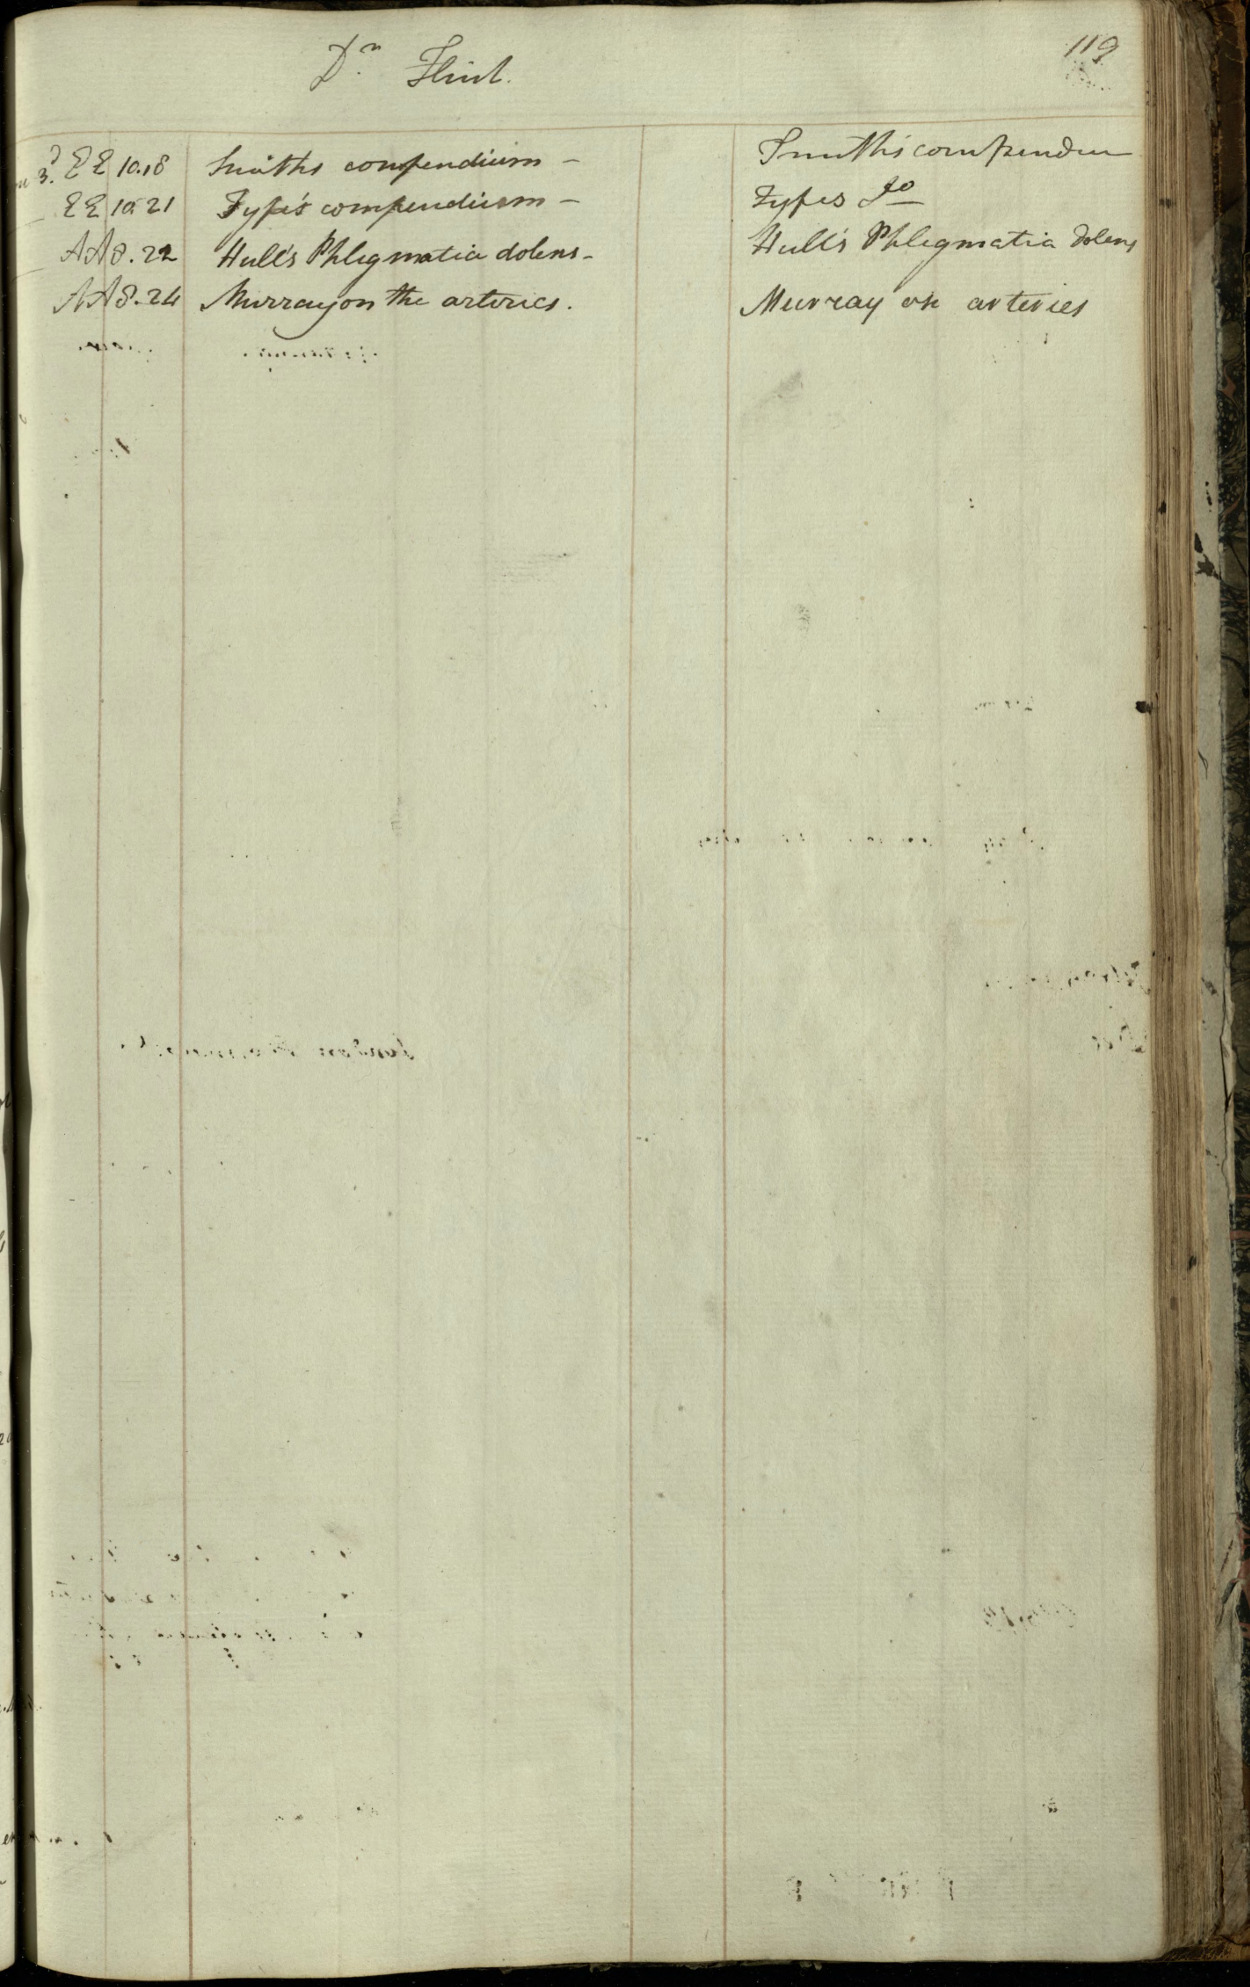 119
Dr. Flint.
3. EE 10.18 Smiths compendium – Smiths compendiu
EE 10.21 Fyfe's compendium – Fyfes Do
AA 8.22 Hull's Phlegmatia dolens – Hull's Phlegmatia Dolens
AA 8.24 Murray on the arteries. Murray on arteries